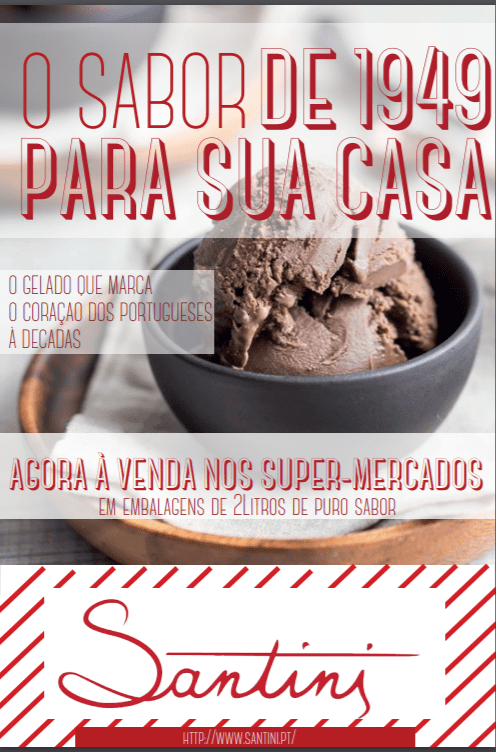 O SABOR DE 1949
PARA SUA CASA
O GELADO QUE MARCA
O CORAÇAO DOS PORTUGUESES
À DECADAS
AGORA À VENDA NOS SUPER-MERCADOS
EM EMBALAGENS DE 2LITROS DE PURO SABOR
Santini
HTTP://WWW.SANTINI.PT/